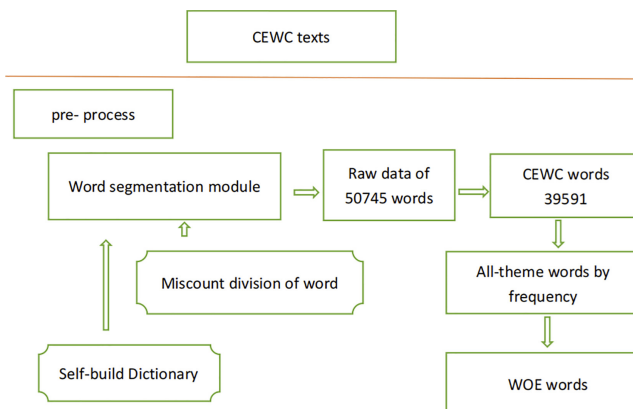 CEWC texts
pre- process
Word segmentation module
Raw data of
50745 words
CEWC words
39591
Miscount division of word
All-theme words by
frequency
Self-build Dictionary
WOE words